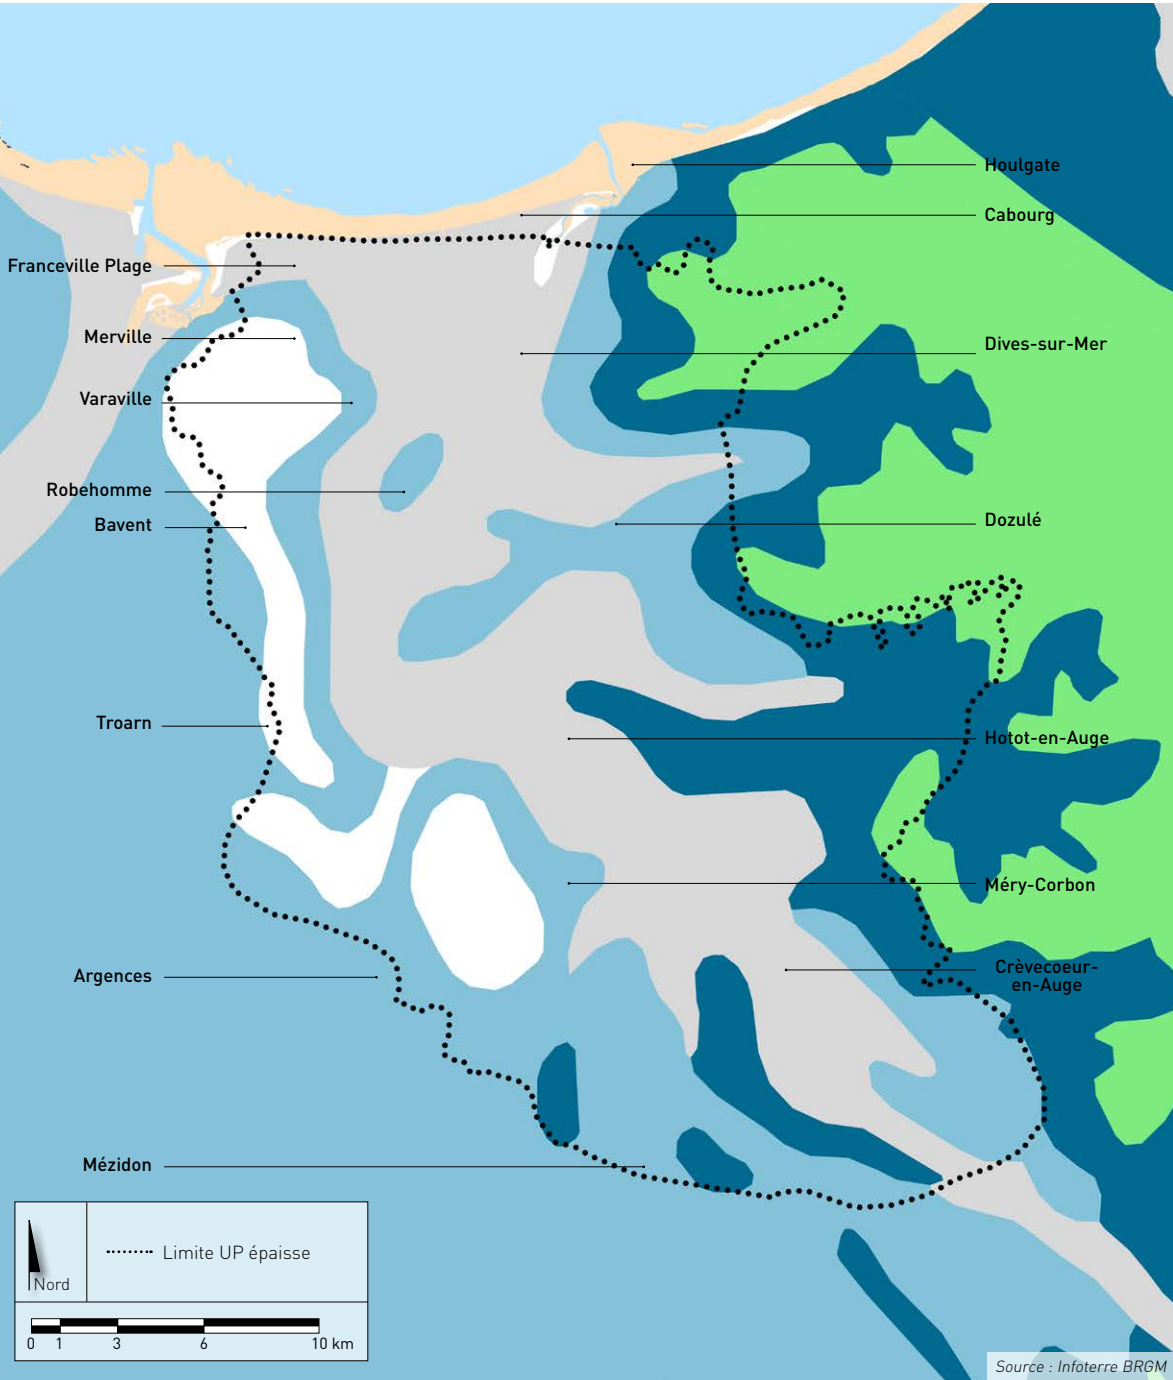 Houlgate
Cabourg
Franceville Plage
Merville
Dives-sur-Mer
Varaville
Robehomme
Bavent
Dozulé
Troarn
Hotot-en-Auge
Méry-Corbon
Argences
Crèvecoeur-
en-Auge
Mézidon
Limite UP épaisse
Nord
0 1 3 6 10 km
Source : Infoterre BRGM